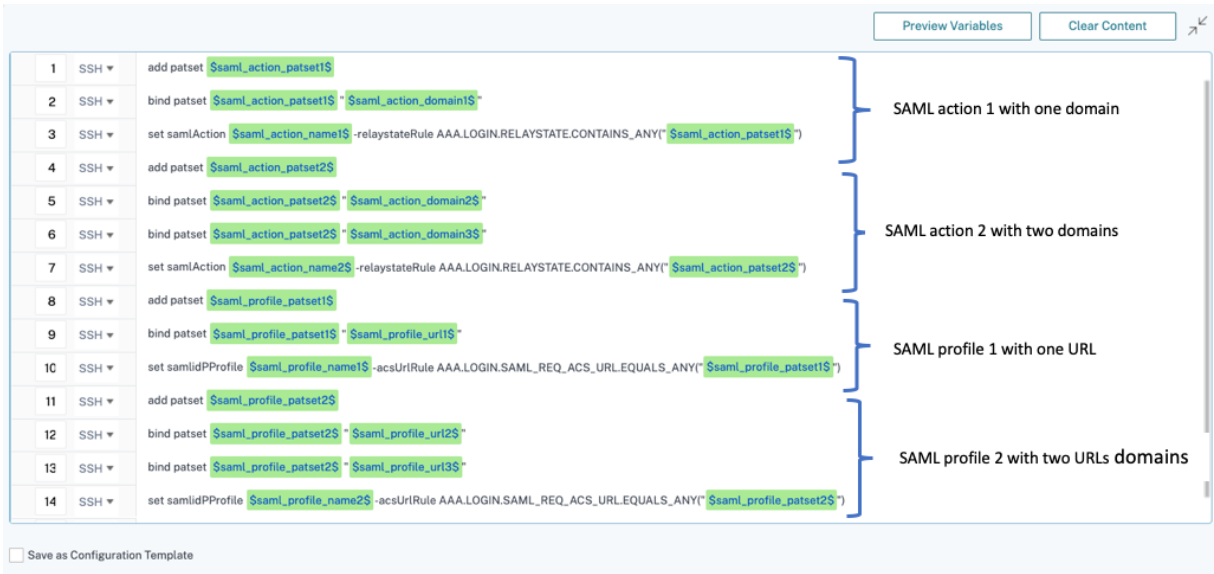 Preview Variables Clear Content
1 SSH add patset $saml_action_patset1$
2 SSH bind patset $saml_action_patset1$ "$saml_action_domain1$"
SAML action 1 with one domain
3 SSH set samlAction $saml_action_name1$ -relaystateRule AAA.LOGIN.RELAYSTATE.CONTAINS_ANY("$saml_action_patset1$")
4 SSH add patset $saml_action_patset2$
5 SSH bind patset $saml_action_patset2$ "$saml_action_domain2$"
6 SSH bind patset $saml_action_patset2$ "$saml_action_domain3$"
SAML action 2 with two domains
7 SSH set samlAction $saml_action_name2$ -relaystateRule AAA.LOGIN.RELAYSTATE.CONTAINS_ANY("$saml_action_patset2$")
8 SSH add patset $saml_profile_patset1$
9 SSH bind patset $saml_profile_patset1$ "$saml_profile_url1$"
SAML profile 1 with one URL
10 SSH set samlidPProfile $saml_profile_name1$ -acsUrlRule AAA.LOGIN.SAML_REQ_ACS_URL.EQUALS_ANY("$saml_profile_patset1$")
11 SSH add patset $saml_profile_patset2$
12 SSH bind patset $saml_profile_patset2$ "$saml_profile_url2$"
13 SSH bind patset $saml_profile_patset2$ "$saml_profile_url3$"
SAML profile 2 with two URLs domains
14 SSH set samlidPProfile $saml_profile_name2$ -acsUrlRule AAA.LOGIN.SAML_REQ_ACS_URL.EQUALS_ANY("$saml_profile_patset2$")
Save as Configuration Template